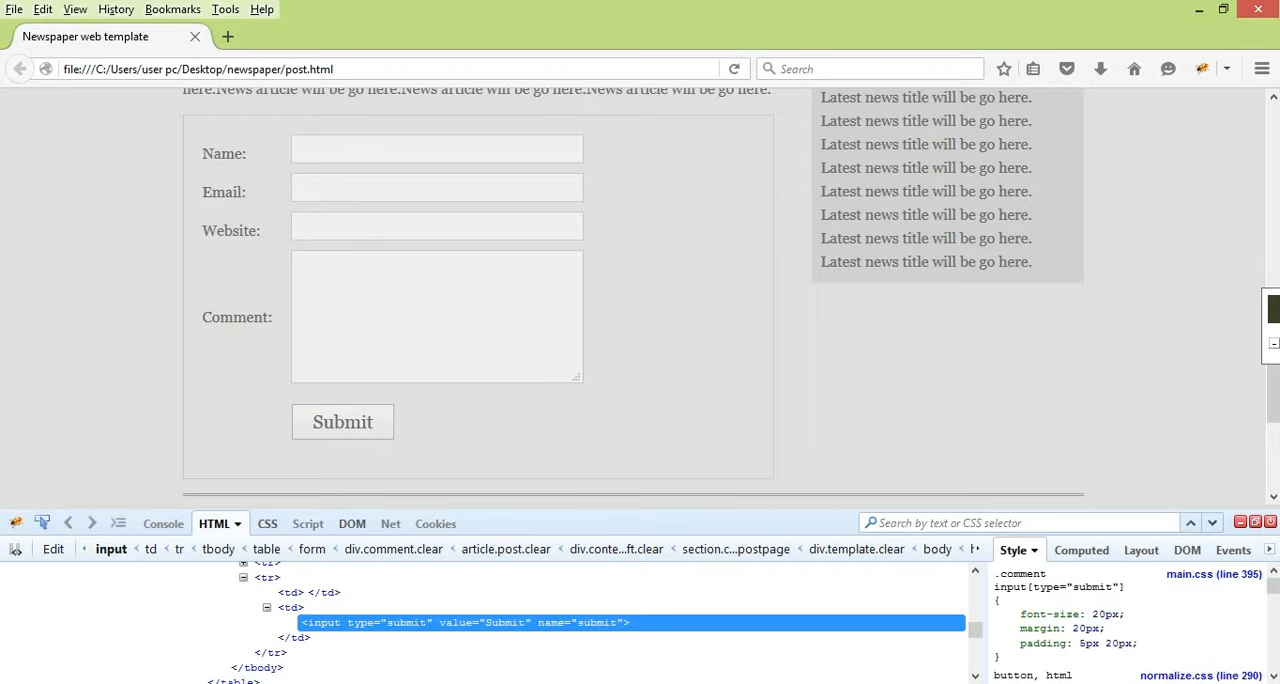 File Edit View History Bookmarks Tools Help
Newspaper web template
file:///C:/Users/user pc/Desktop/newspaper/post.html
Search
here.News article will be go here.News article will be go here.News article will be go here.
Latest news title will be go here.
Latest news title will be go here.
Latest news title will be go here.
Latest news title will be go here.
Latest news title will be go here.
Latest news title will be go here.
Latest news title will be go here.
Latest news title will be go here.
Name:
Email:
Website:
Comment:
Submit
Console HTML CSS Script DOM Net Cookies
Search by text or CSS selector
Edit input td tr tbody table form div.comment.clear article.post.clear div.conte...ft.clear section.c...postpage div.template.clear body
Style Computed Layout DOM Events
<tr>
<tr>
<td> </td>
<td>
<input type="submit" value="Submit" name="submit">
</td>
</tr>
</tbody>
</table>
.comment main.css (line 395)
input[type="submit"]
{
font-size: 20px;
margin: 20px;
padding: 5px 20px;
}
button, html normalize.css (line 290)